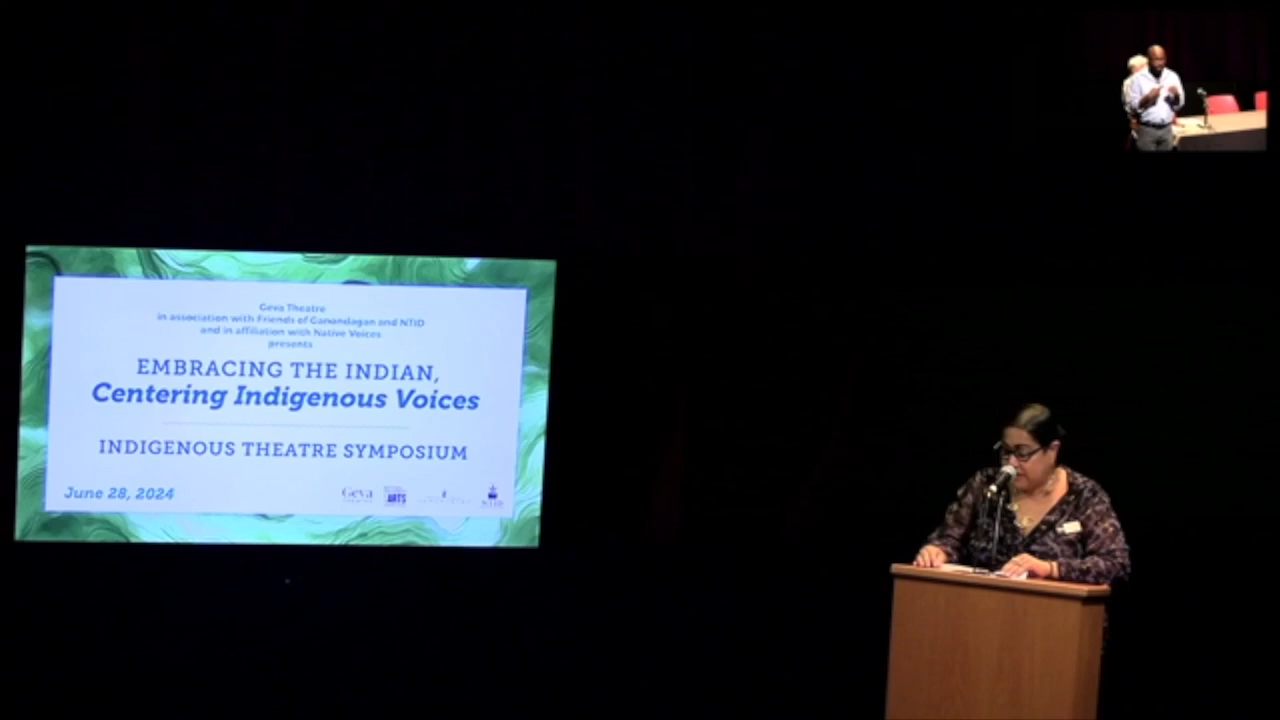 Geva Theatre
in association with Friends of Ganondagan and NTID
and in affiliation with Native Voices
presents
EMBRACING THE INDIAN,
Centering Indigenous Voices
INDIGENOUS THEATRE SYMPOSIUM
June 28, 2024
Geva
ARTS
NTID